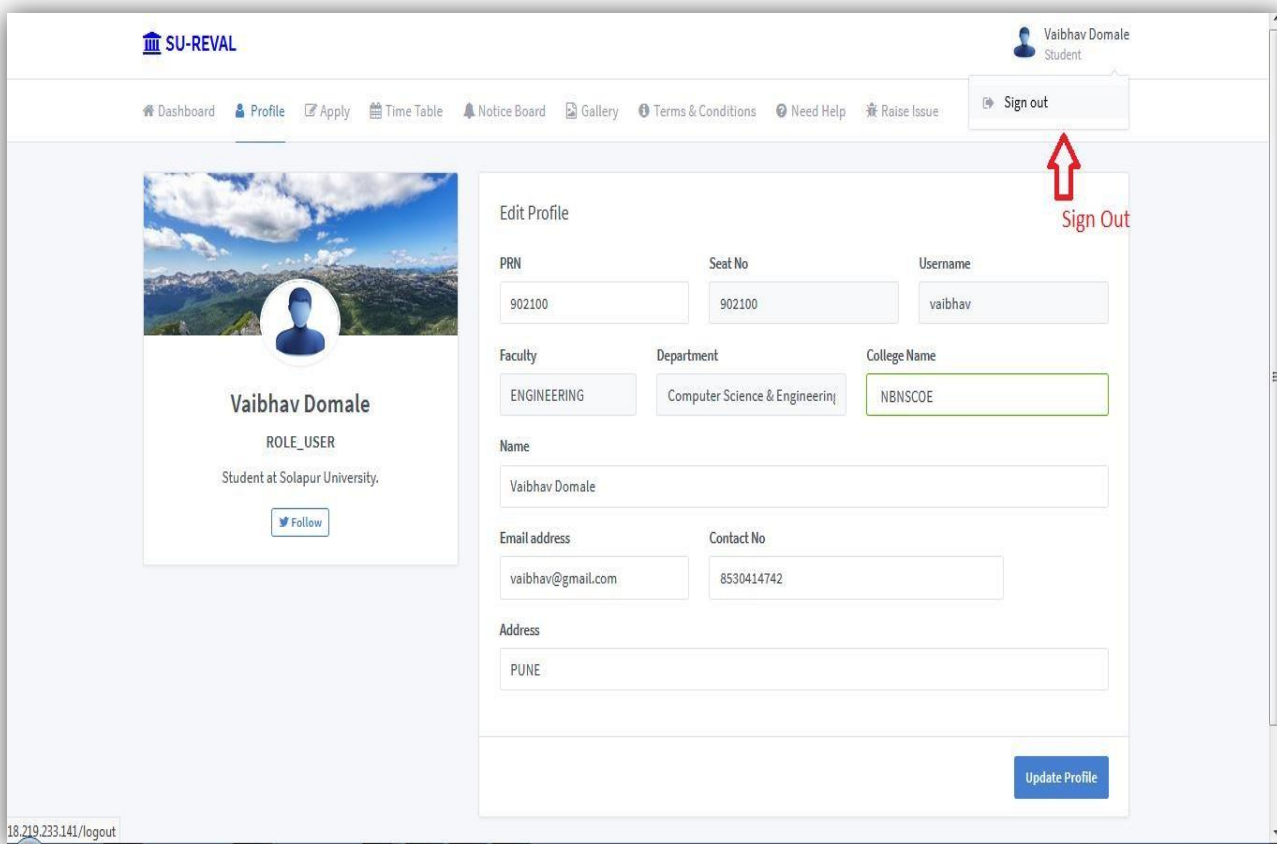 SU-REVAL
Vaibhav Domale
Student
Sign out
Dashboard Profile Apply Time Table Notice Board Gallery Terms & Conditions Need Help Raise Issue
Sign Out
Edit Profile
PRN Seat No Username
902100 902100 vaibhav
Faculty Department College Name
ENGINEERING Computer Science & Engineering NBNSCOE
Vaibhav Domale
ROLE_USER
Student at Solapur University.
Follow
Name
Vaibhav Domale
Email address Contact No
vaibhav@gmail.com 8530414742
Address
PUNE
Update Profile
18.219.233.141/logout